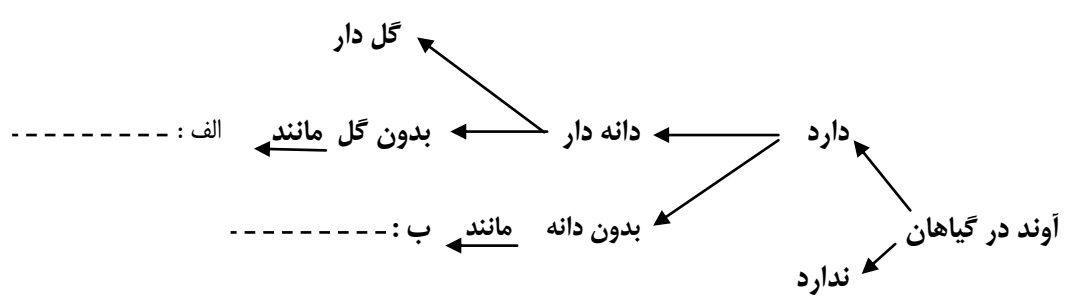 گل دار
دارد دانه دار بدون گل مانند الف : ----------
آوند در گیاهان بدون دانه مانند ب : ----------
ندارد